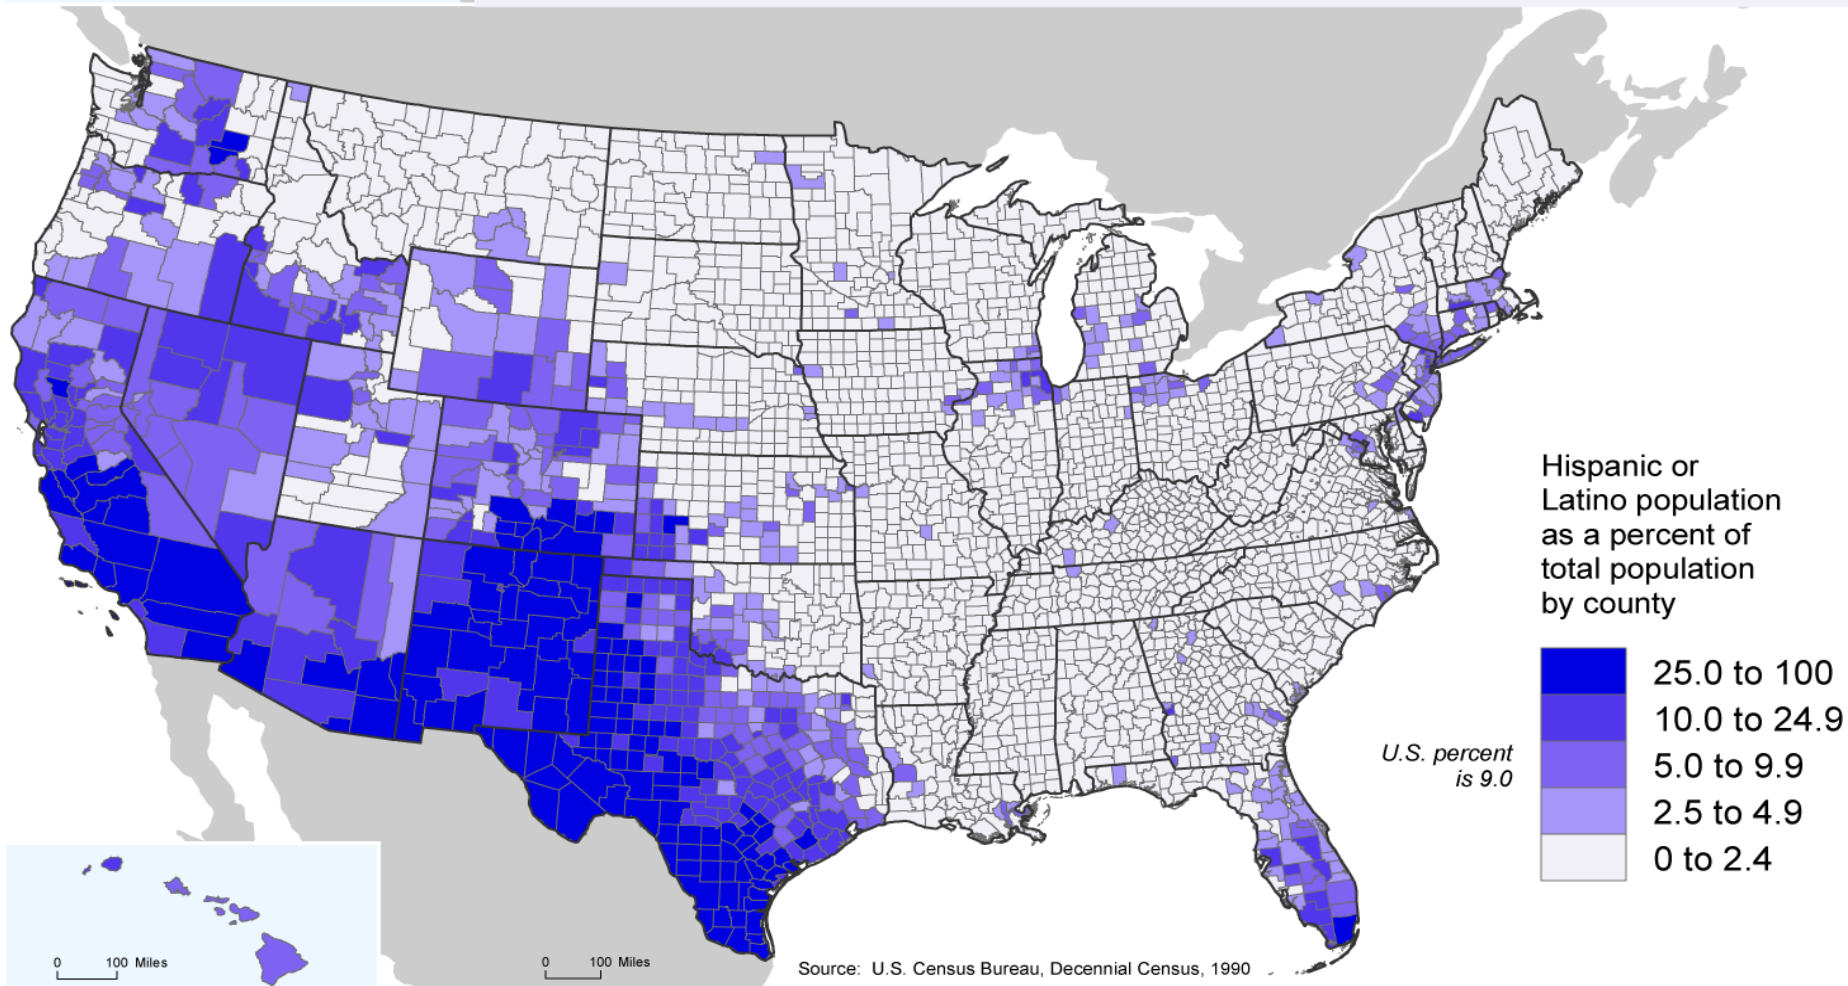 Hispanic or
Latino population
as a percent of
total population
by county
25.0 to 100
10.0 to 24.9
5.0 to 9.9
2.5 to 4.9
0 to 2.4
U.S. percent
is 9.0
0 100 Miles
0 100 Miles
Source: U.S. Census Bureau, Decennial Census, 1990